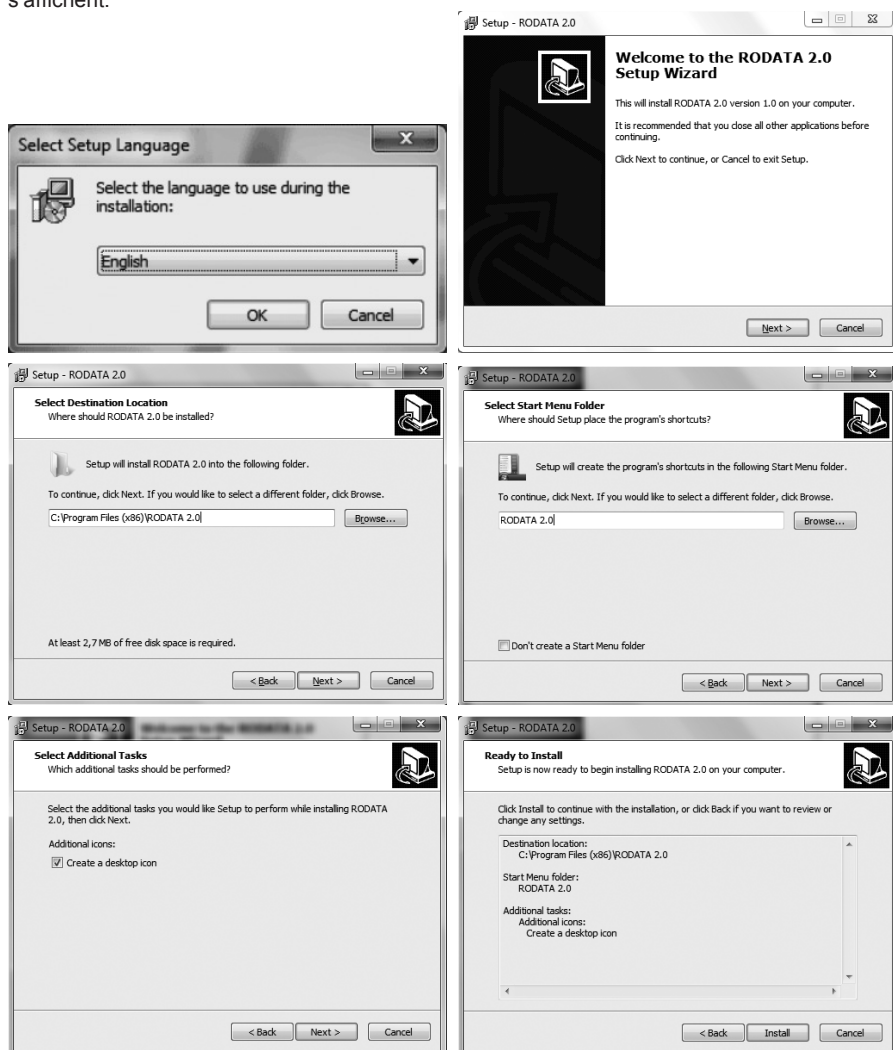 s'affichent.
Select Setup Language
Select the language to use during the
installation:
English
OK Cancel
Setup - RODATA 2.0
Welcome to the RODATA 2.0
Setup Wizard
This will install RODATA 2.0 version 1.0 on your computer.
It is recommended that you close all other applications before
continuing.
Click Next to continue, or Cancel to exit Setup.
Next > Cancel
Setup - RODATA 2.0
Select Destination Location
Where should RODATA 2.0 be installed?
Setup will install RODATA 2.0 into the following folder.
To continue, click Next. If you would like to select a different folder, click Browse.
C:\Program Files (x86)\RODATA 2.0
Browse...
At least 2,7 MB of free disk space is required.
< Back Next > Cancel
Setup - RODATA 2.0
Select Start Menu Folder
Where should Setup place the program's shortcuts?
Setup will create the program's shortcuts in the following Start Menu folder.
To continue, click Next. If you would like to select a different folder, click Browse.
RODATA 2.0
Browse...
Don't create a Start Menu folder
< Back Next > Cancel
Setup - RODATA 2.0
Select Additional Tasks
Which additional tasks should be performed?
Select the additional tasks you would like Setup to perform while installing RODATA
2.0, then click Next.
Additional icons:
Create a desktop icon
< Back Next > Cancel
Setup - RODATA 2.0
Ready to Install
Setup is now ready to begin installing RODATA 2.0 on your computer.
Click Install to continue with the installation, or click Back if you want to review or
change any settings.
Destination location:
C:\Program Files (x86)\RODATA 2.0
Start Menu folder:
RODATA 2.0
Additional tasks:
Additional icons:
Create a desktop icon
< Back Install Cancel